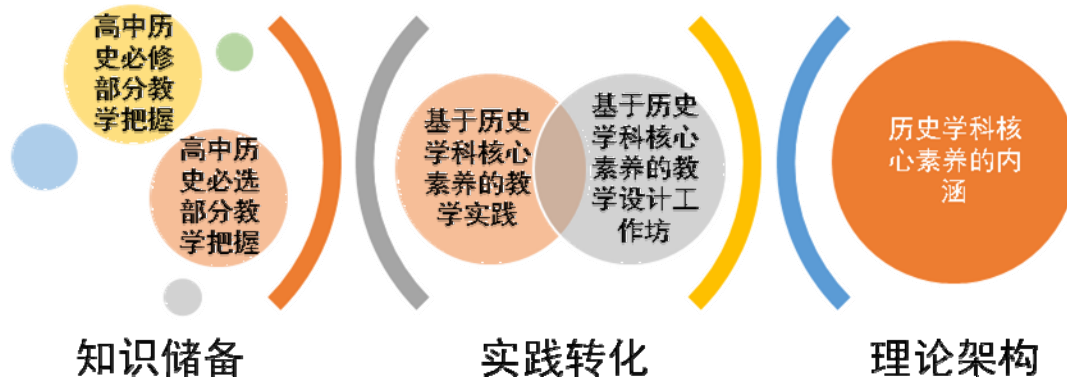 高中历
史必修
部分教
学把握
高中历
史必选
部分教
学把握
基于历史
学科核心
素养的教
学实践
基于历史
学科核心
素养的教
学设计工
作坊
历史学科核
心素养的内
涵
知识储备
实践转化
理论架构